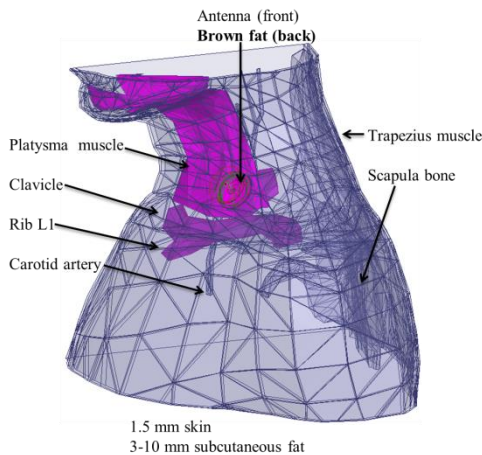 Antenna (front)
Brown fat (back)
Platysma muscle
Trapezius muscle
Clavicle
Scapula bone
Rib L1
Carotid artery
1.5 mm skin
3-10 mm subcutaneous fat